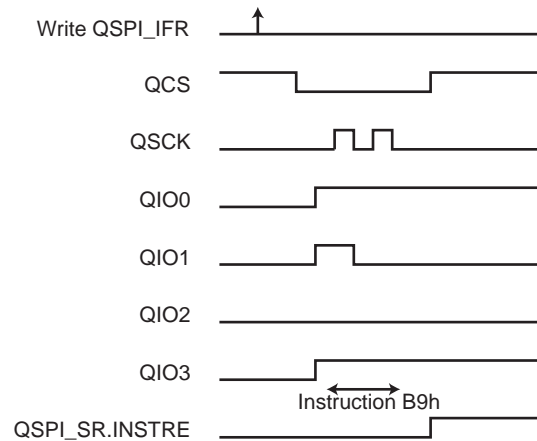 Write QSPI_IFR
QCS
QSCK
QIO0
QIO1
QIO2
QIO3
Instruction B9h
QSPI_SR.INSTRE